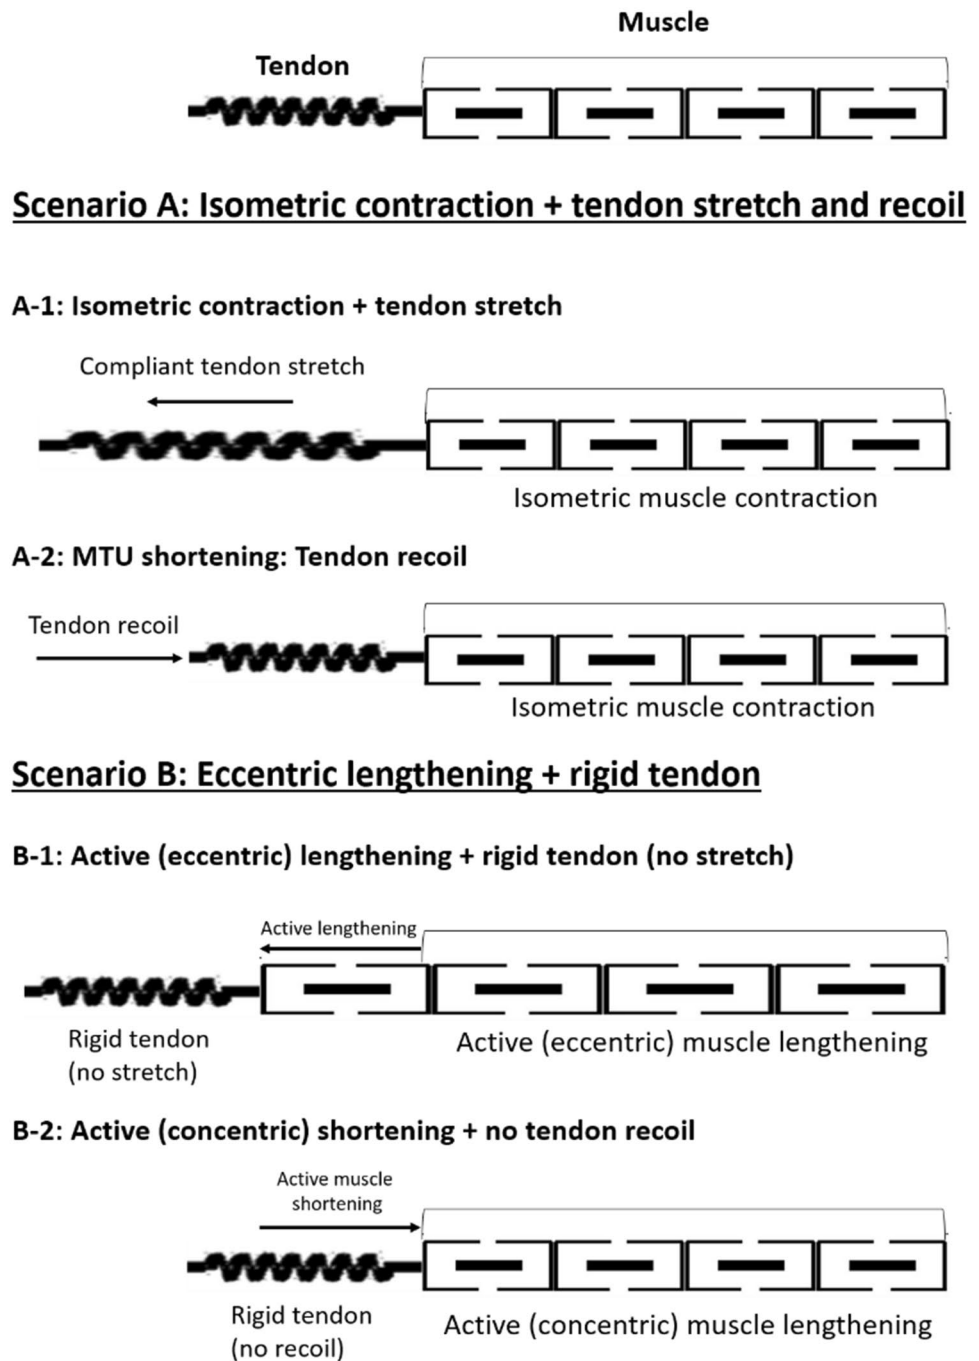 Muscle
Tendon
Scenario A: Isometric contraction + tendon stretch and recoil
A-1: Isometric contraction + tendon stretch
Compliant tendon stretch
Isometric muscle contraction
A-2: MTU shortening: Tendon recoil
Tendon recoil
Isometric muscle contraction
Scenario B: Eccentric lengthening + rigid tendon
B-1: Active (eccentric) lengthening + rigid tendon (no stretch)
Active lengthening
Rigid tendon
(no stretch)
Active (eccentric) muscle lengthening
B-2: Active (concentric) shortening + no tendon recoil
Active muscle
shortening
Rigid tendon
(no recoil)
Active (concentric) muscle lengthening